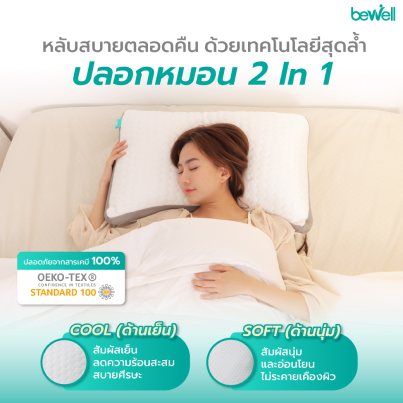 bewell
หลับสบายตลอดคืน ด้วยเทคโนโลยีสุดล้ำ
ปลอกหมอน 2 In 1
ปลอดภัยจากสารเคมี 100%
OEKO-TEX®
CONFIDENCE IN TEXTILES
STANDARD 100
COOL (ด้านเย็น)
สัมผัสเย็น
ลดความร้อนสะสม
สบายศีรษะ
SOFT (ด้านนุ่ม)
สัมผัสนุ่ม
และอ่อนโยน
ไม่ระคายเคืองผิว